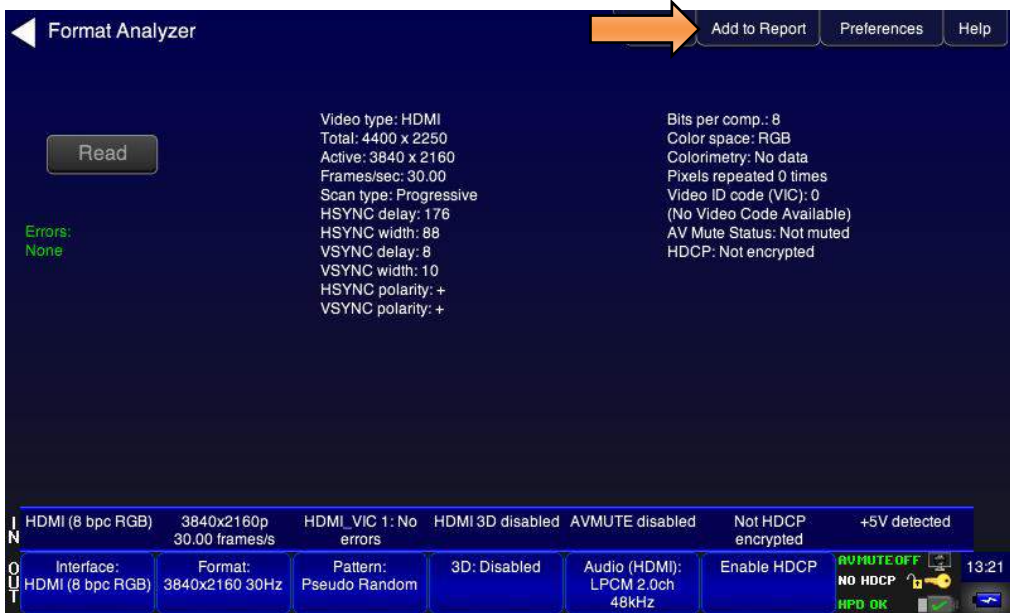 Format Analyzer
Add to Report
Preferences
Help
Read
Errors:
None
Video type: HDMI
Total: 4400 x 2250
Active: 3840 x 2160
Frames/sec: 30.00
Scan type: Progressive
HSYNC delay: 176
HSYNC width: 88
VSYNC delay: 8
VSYNC width: 10
HSYNC polarity: +
VSYNC polarity: +
Bits per comp.: 8
Color space: RGB
Colorimetry: No data
Pixels repeated 0 times
Video ID code (VIC): 0
(No Video Code Available)
AV Mute Status: Not muted
HDCP: Not encrypted
IN
HDMI (8 bpc RGB)
3840x2160p
30.00 frames/s
HDMI_VIC 1: No
errors
HDMI 3D disabled
AVMUTE disabled
Not HDCP
encrypted
+5V detected
OUT
Interface:
HDMI (8 bpc RGB)
Format:
3840x2160 30Hz
Pattern:
Pseudo Random
3D: Disabled
Audio (HDMI):
LPCM 2.0ch
48kHz
Enable HDCP
AVMUTEOFF
NO HDCP
HPD OK
13:21